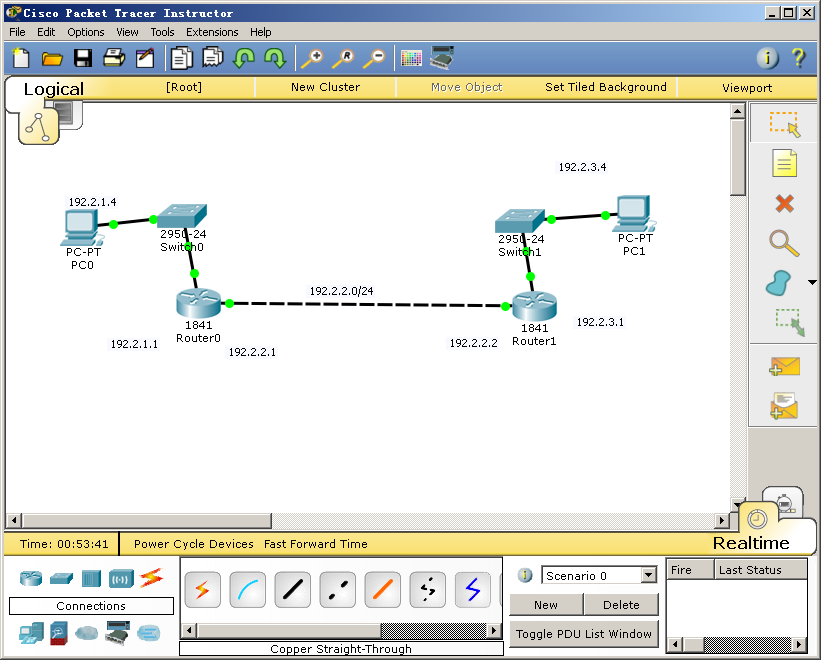 Cisco Packet Tracer Instructor
File Edit Options View Tools Extensions Help
Logical [Root] New Cluster Move Object Set Tiled Background Viewport
192.2.3.4
192.2.1.4
2950-24
Switch0
PC-PT
PC0
2950-24
Switch1
PC-PT
PC1
192.2.2.0/24
1841
Router0
1841
Router1
192.2.3.1
192.2.1.1
192.2.2.1
192.2.2.2
Time: 00:53:41 Power Cycle Devices Fast Forward Time Realtime
Connections
Copper Straight-Through
Scenario 0
New Delete
Toggle PDU List Window
Fire Last Status